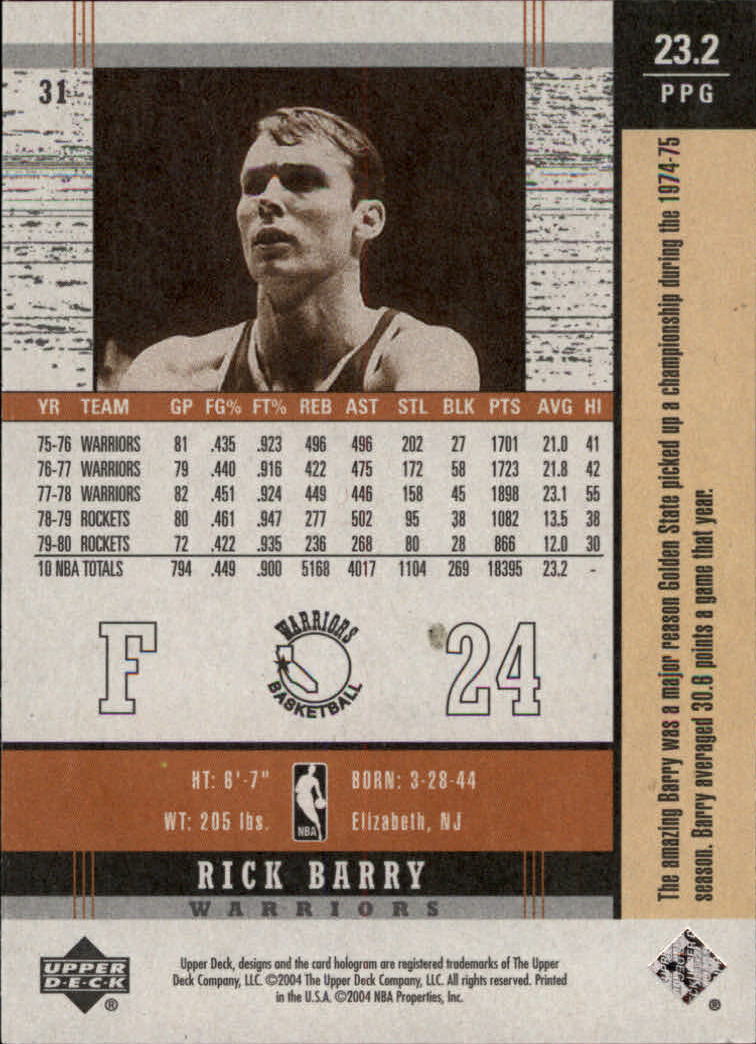 31
23.2
PPG
YR TEAM GP FG% FT% REB AST STL BLK PTS AVG HI
75-76 WARRIORS 81 .435 .923 496 496 202 27 1701 21.0 41
76-77 WARRIORS 79 .440 .916 422 475 172 58 1723 21.8 42
77-78 WARRIORS 82 .451 .924 449 446 158 45 1898 23.1 55
78-79 ROCKETS 80 .461 .947 277 502 95 38 1082 13.5 38
79-80 ROCKETS 72 .422 .935 236 268 80 28 866 12.0 30
10 NBA TOTALS 794 .449 .900 5168 4017 1104 269 18395 23.2 -
F
WARRIORS
BASKETBALL
24
HT: 6'-7"
WT: 205 lbs.
NBA
BORN: 3-28-44
Elizabeth, NJ
RICK BARRY
WARRIORS
The amazing Barry was a major reason Golden State picked up a championship during the 1974-75
season. Barry averaged 30.6 points a game that year.
UPPER
D·E·C·K
®
Upper Deck, designs and the card hologram are registered trademarks of The Upper
Deck Company, LLC. ©2004 The Upper Deck Company, LLC. All rights reserved. Printed
in the U.S.A. ©2004 NBA Properties, Inc.
®